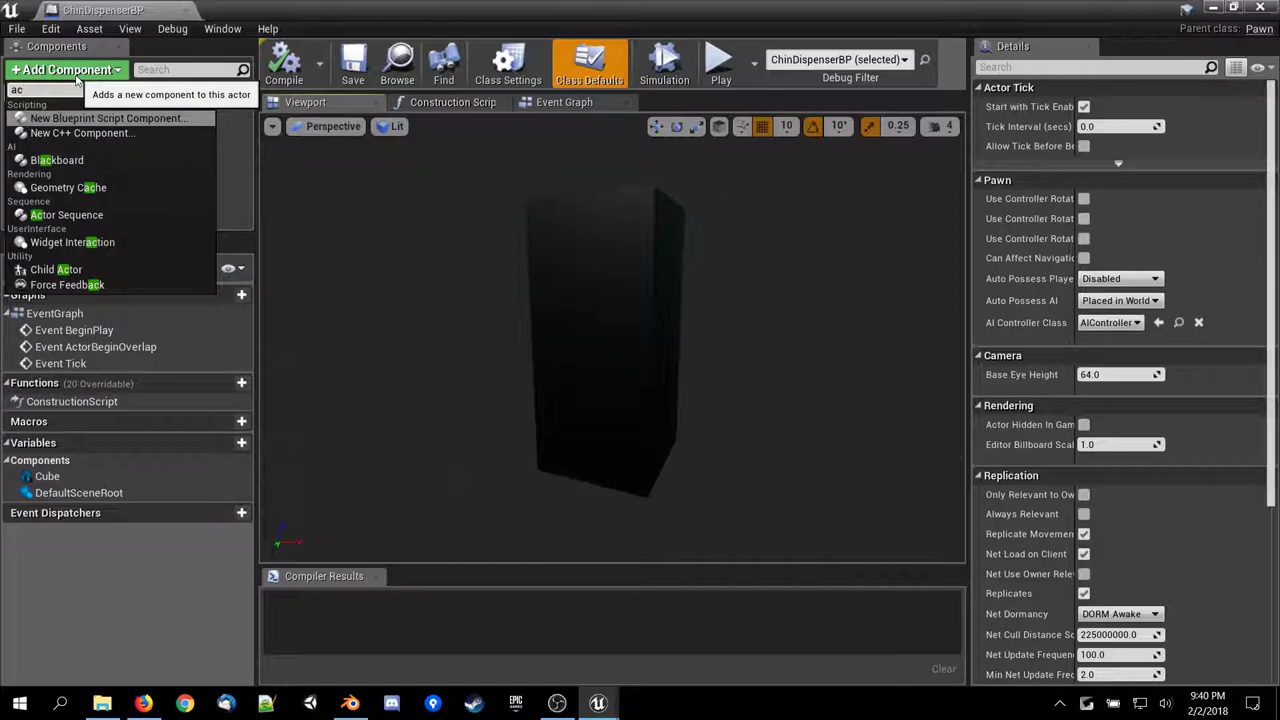 ChinDispenserBP
File Edit Asset View Window Debug Help
Parent class: Pawn
Components
+Add Component
Search
ac
Adds a new component to this actor
Scripting
New Blueprint Script Component...
New C++ Component...
AI
Blackboard
Rendering
Geometry Cache
Sequence
Actor Sequence
UserInterface
Widget Interaction
Utility
Child Actor
Force Feedback
Graphs
EventGraph
Event BeginPlay
Event ActorBeginOverlap
Event Tick
Functions (20 Overridable)
ConstructionScript
Macros
Variables
Components
Cube
DefaultSceneRoot
Event Dispatchers
Compile
Save
Browse
Find
Class Settings
Class Defaults
Simulation
Play
ChinDispenserBP (selected)
Debug Filter
Viewport
Construction Scrip
Event Graph
Perspective
Lit
10
10°
0.25
4
Compiler Results
Clear
Details
Search
Actor Tick
Start with Tick Enab
Tick Interval (secs) 0.0
Allow Tick Before Be
Pawn
Use Controller Rotat
Use Controller Rotat
Use Controller Rotat
Can Affect Navigatio
Auto Possess Playe Disabled
Auto Possess AI Placed in World
AI Controller Class AIController
Camera
Base Eye Height 64.0
Rendering
Actor Hidden In Gam
Editor Billboard Scal 1.0
Replication
Only Relevant to Ow
Always Relevant
Replicate Movemen
Net Load on Client
Net Use Owner Rele
Replicates
Net Dormancy DORM Awake
Net Cull Distance Sc 225000000.0
Net Update Frequen 100.0
Min Net Update Fred 2.0
9:40 PM
2/2/2018